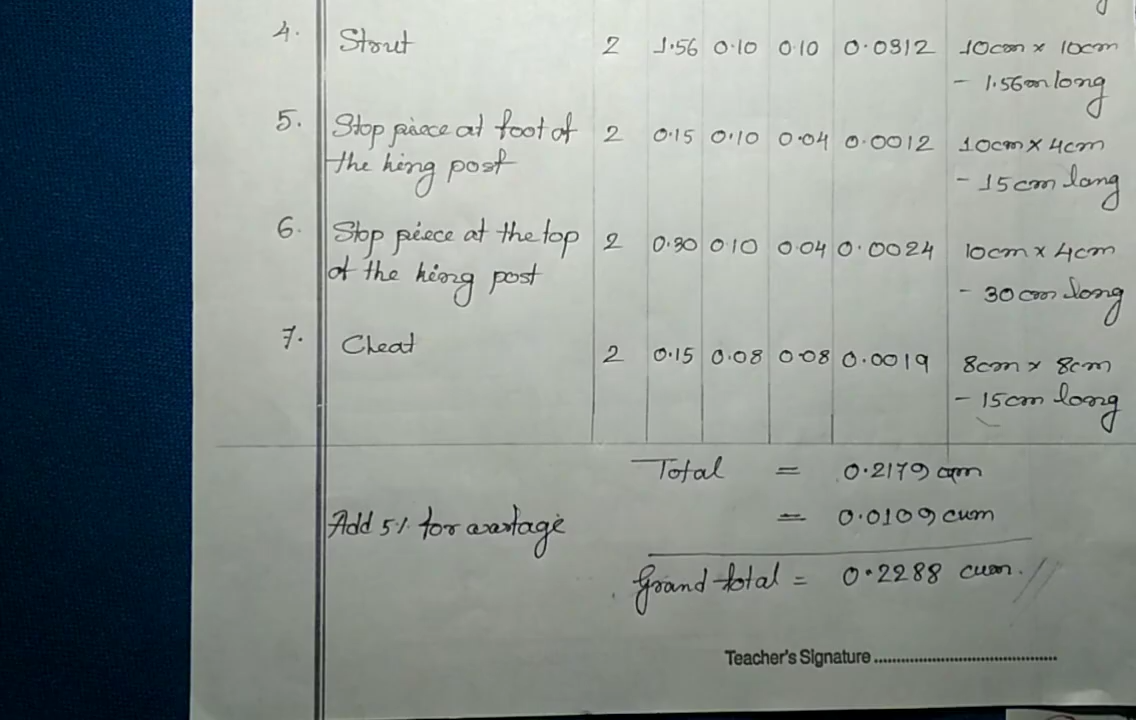 4. Strut 2 1.56 0.10 0.10 0.0312 10cm x 10cm
- 1.56m long
5. Stop piece at foot of 2 0.15 0.10 0.04 0.0012 10cm x 4cm
the king post - 15cm long
6. Stop piece at the top 2 0.30 0.10 0.04 0.0024 10cm x 4cm
of the king post - 30cm long
7. Cleat 2 0.15 0.08 0.08 0.0019 8cm x 8cm
- 15cm long
Total = 0.2179 cum
Add 5% for wastage = 0.0109 cum
Grand total = 0.2288 cum.//
Teacher's Signature